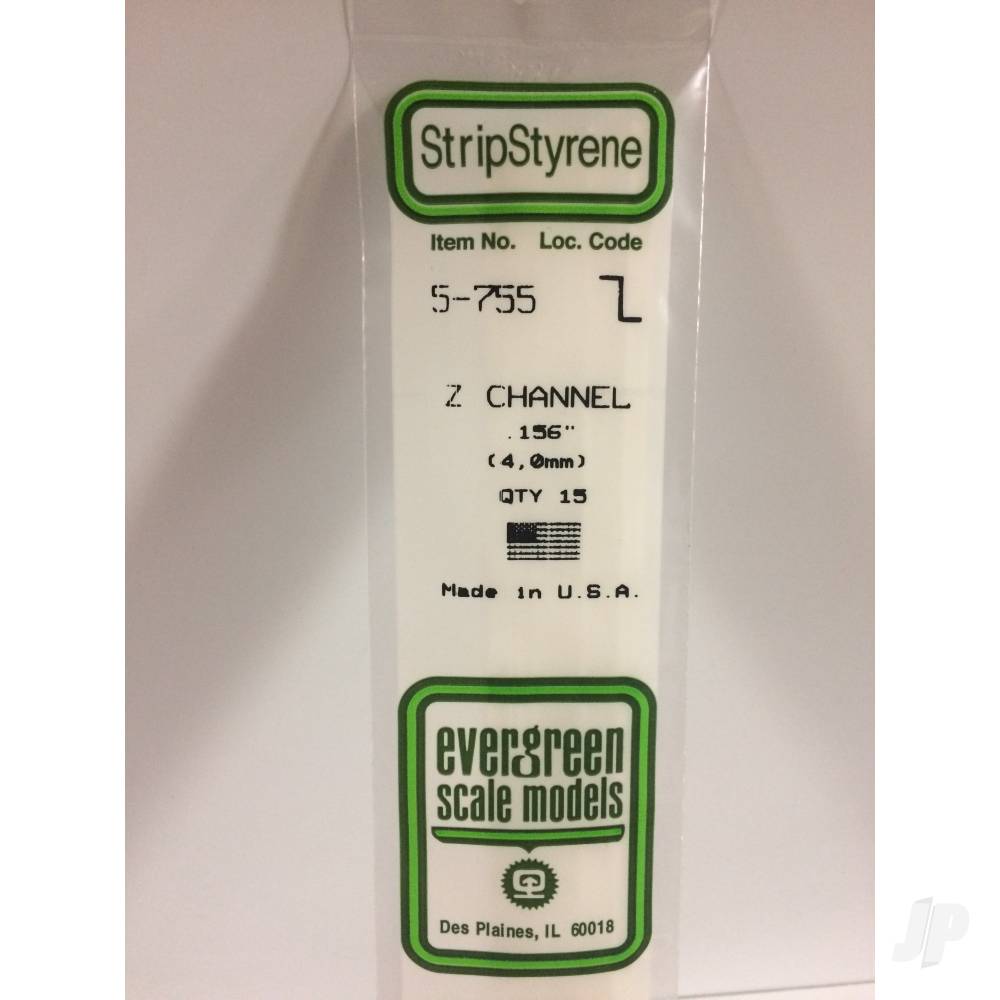 StripStyrene
Item No. Loc. Code
5-755
Z CHANNEL
.156"
(4,0mm)
QTY 15
Made in U.S.A.
evergreen
scale models
Des Plaines, IL 60018
JP